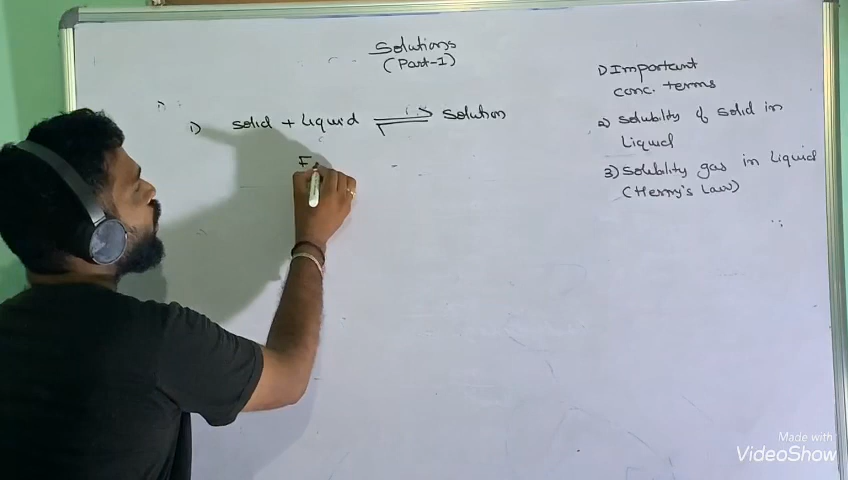 Solutions
(Part-1)
1) Solid + Liquid ⇌ Solution
F
1) Important
conc. terms
2) Solubility of Solid in
Liquid
3) Solubility gas in Liquid
(Henry's Law)
Made with
VideoShow